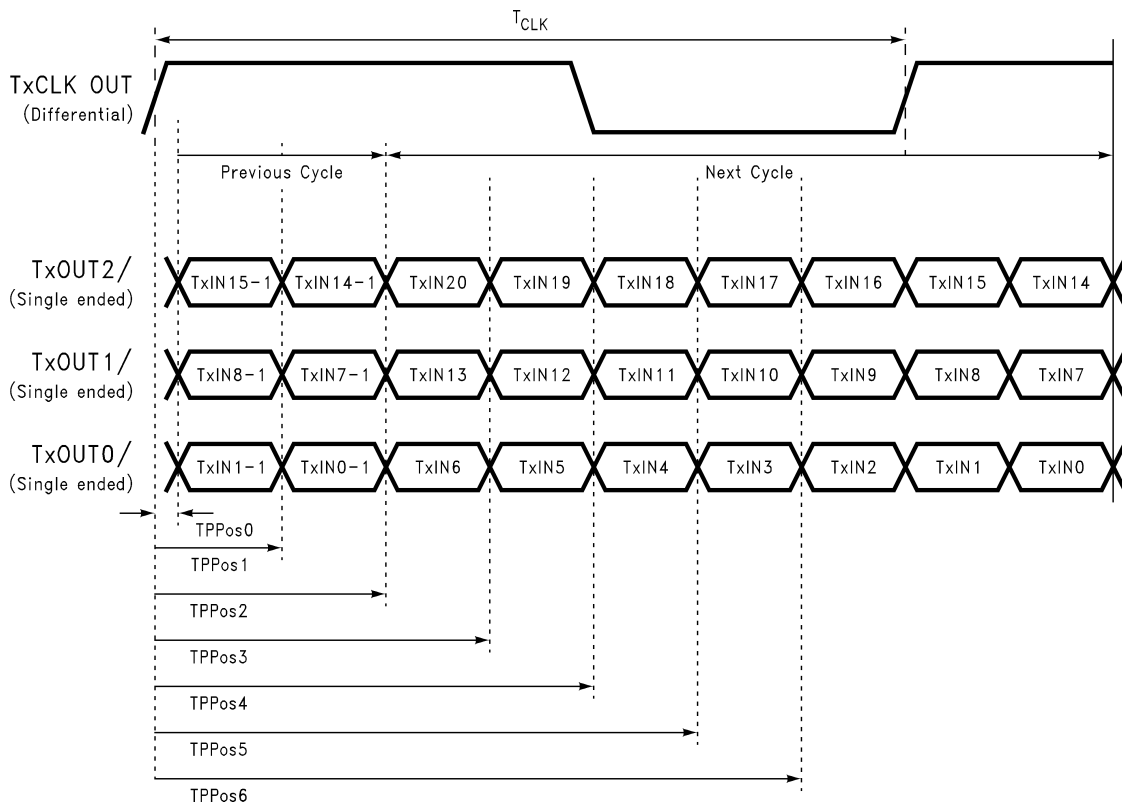 TCLK
TxCLK OUT
(Differential)
Previous Cycle
Next Cycle
TxOUT2/
(Single ended)
TxIN15-1 TxIN14-1 TxIN20 TxIN19 TxIN18 TxIN17 TxIN16 TxIN15 TxIN14
TxOUT1/
(Single ended)
TxIN8-1 TxIN7-1 TxIN13 TxIN12 TxIN11 TxIN10 TxIN9 TxIN8 TxIN7
TxOUT0/
(Single ended)
TxIN1-1 TxIN0-1 TxIN6 TxIN5 TxIN4 TxIN3 TxIN2 TxIN1 TxIN0
TPPos0
TPPos1
TPPos2
TPPos3
TPPos4
TPPos5
TPPos6